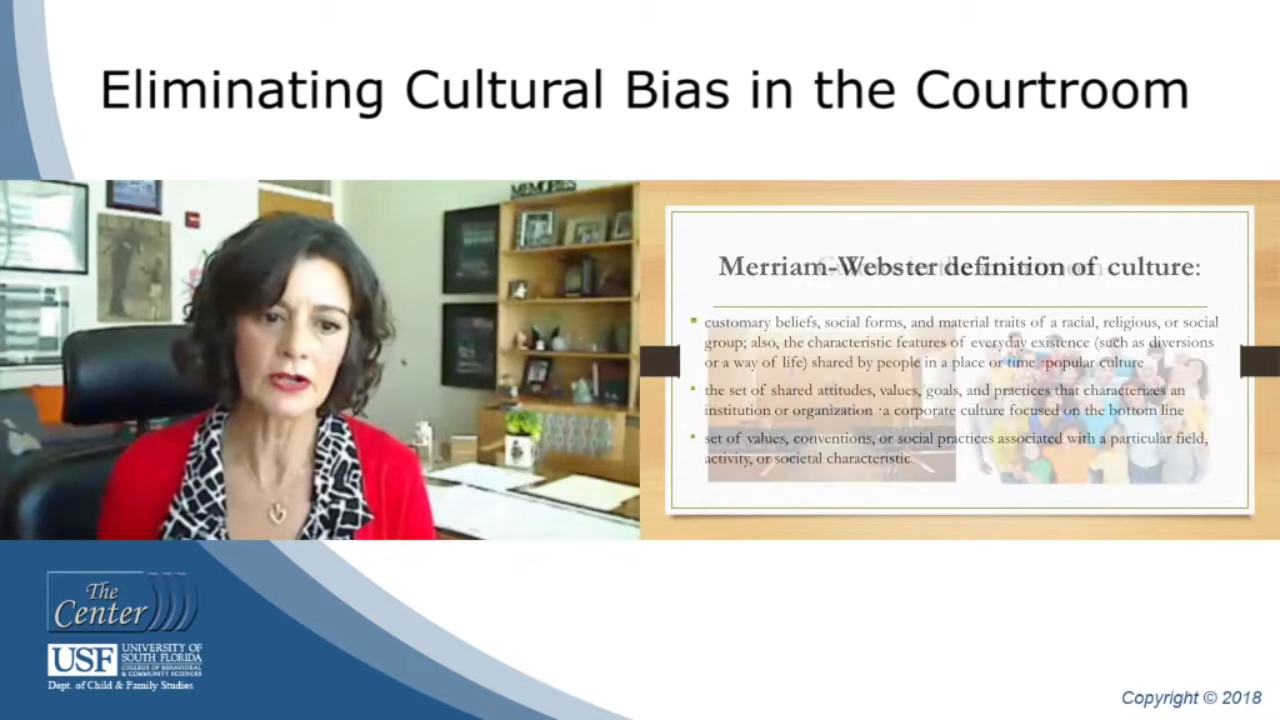 Eliminating Cultural Bias in the Courtroom
MEMORIES
Merriam-Webster definition of culture:
customary beliefs, social forms, and material traits of a racial, religious, or social
group; also, the characteristic features of everyday existence (such as diversions
or a way of life) shared by people in a place or time ·popular culture
the set of shared attitudes, values, goals, and practices that characterizes an
institution or organization ·a corporate culture focused on the bottom line
set of values, conventions, or social practices associated with a particular field,
activity, or societal characteristic
The
Center
USF
UNIVERSITY OF
SOUTH FLORIDA
COLLEGE OF BEHAVIORAL
& COMMUNITY SCIENCES
Dept. of Child & Family Studies
Copyright © 2018